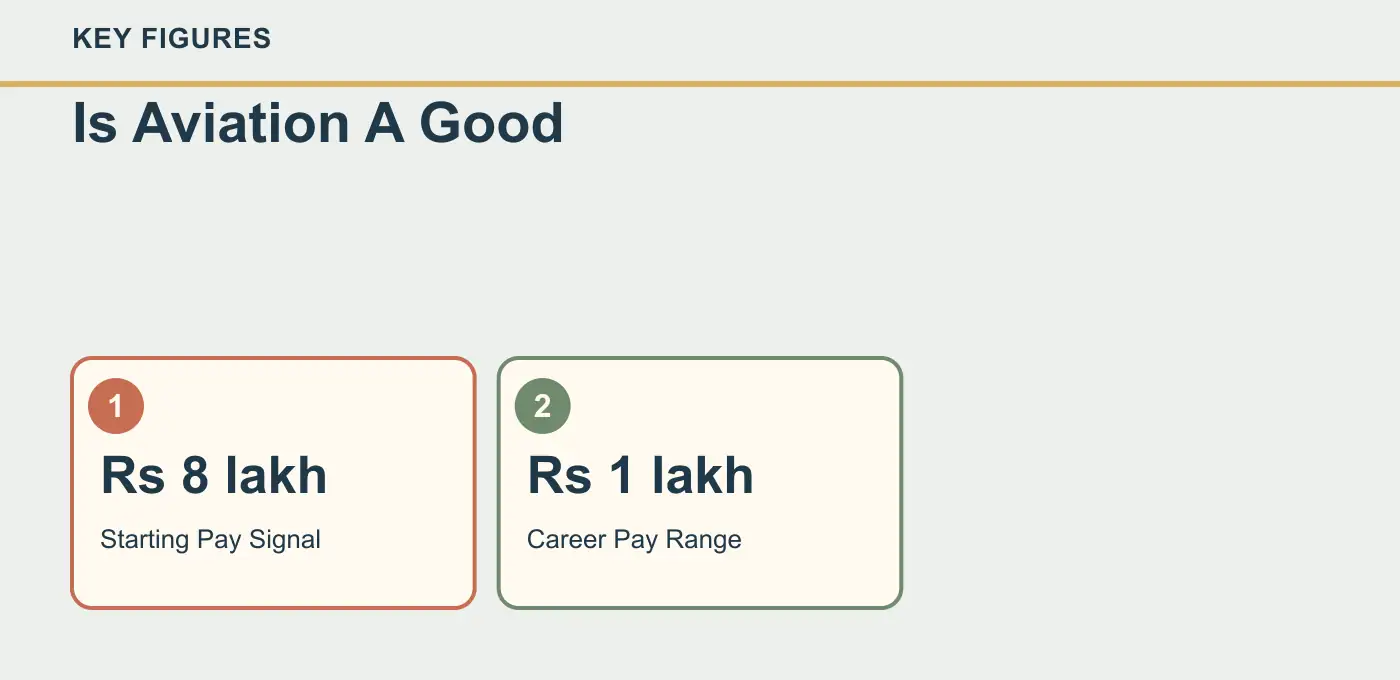 KEY FIGURES
Is Aviation A Good
1
Rs 8 lakh
Starting Pay Signal
2
Rs 1 lakh
Career Pay Range